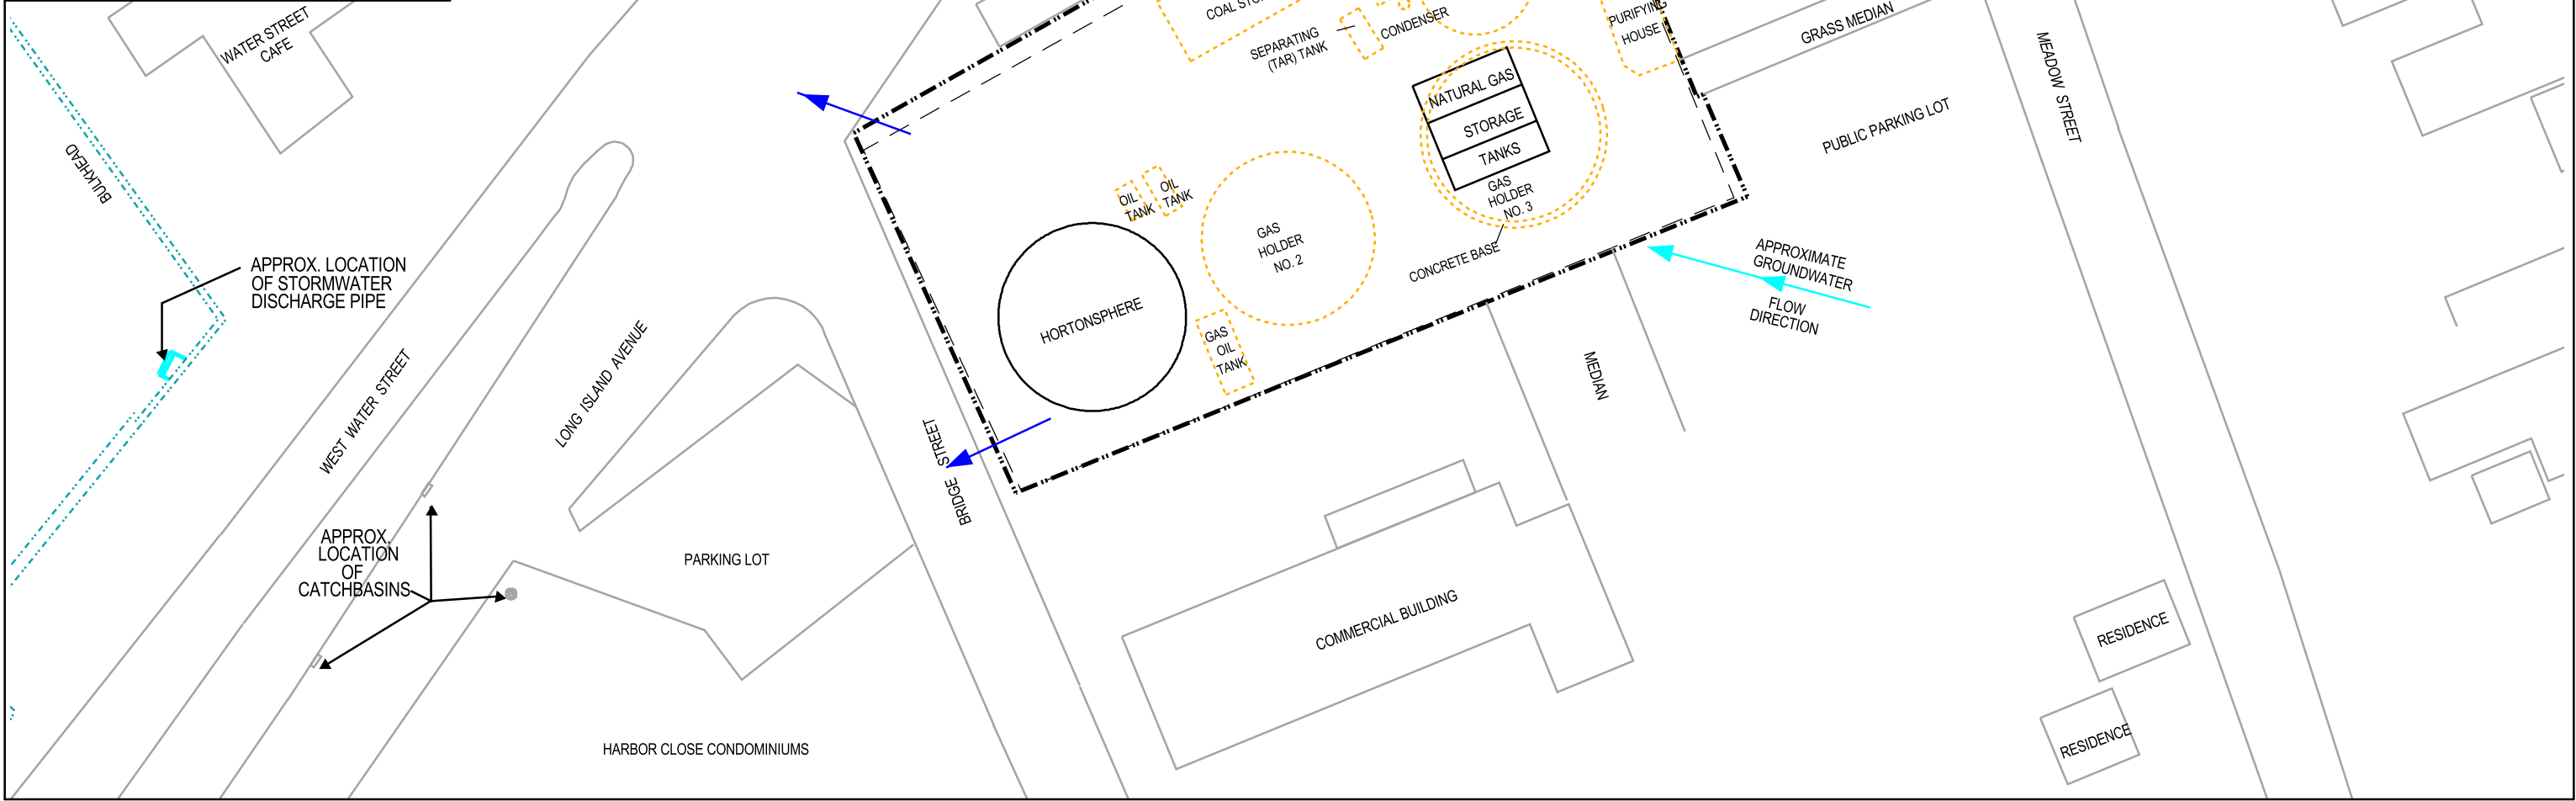 WATER STREET
CAFE
COAL
SEPARATING
(TAR) TANK
CONDENSER
PURIFYING
HOUSE
GRASS MEDIAN
MEADOW STREET
BULKHEAD
NATURAL GAS
STORAGE
TANKS
GAS
HOLDER
NO. 3
PUBLIC PARKING LOT
OIL
TANK
OIL
TANK
GAS
HOLDER
NO. 2
CONCRETE BASE
APPROXIMATE
GROUNDWATER
FLOW
DIRECTION
APPROX. LOCATION
OF STORMWATER
DISCHARGE PIPE
HORTONSPHERE
GAS
OIL
TANK
WEST WATER STREET
LONG ISLAND AVENUE
MEDIAN
BRIDGE STREET
APPROX.
LOCATION
OF
CATCHBASINS
PARKING LOT
COMMERCIAL BUILDING
RESIDENCE
RESIDENCE
HARBOR CLOSE CONDOMINIUMS